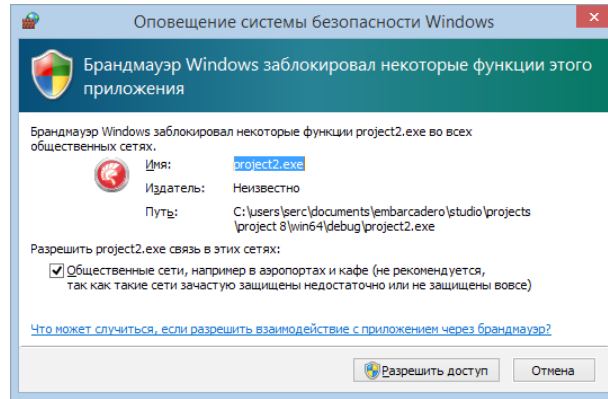 Оповещение системы безопасности Windows
Брандмауэр Windows заблокировал некоторые функции этого
приложения
Брандмауэр Windows заблокировал некоторые функции project2.exe во всех
общественных сетях.
Имя: project2.exe
Издатель: Неизвестно
Путь: C:\users\serc\documents\embarcadero\studio\projects
\project 8\win64\debug\project2.exe
Разрешить project2.exe связь в этих сетях:
Общественные сети, например в аэропортах и кафе (не рекомендуется,
так как такие сети зачастую защищены недостаточно или не защищены вовсе)
Что может случиться, если разрешить взаимодействие с приложением через брандмауэр?
Разрешить доступ Отмена